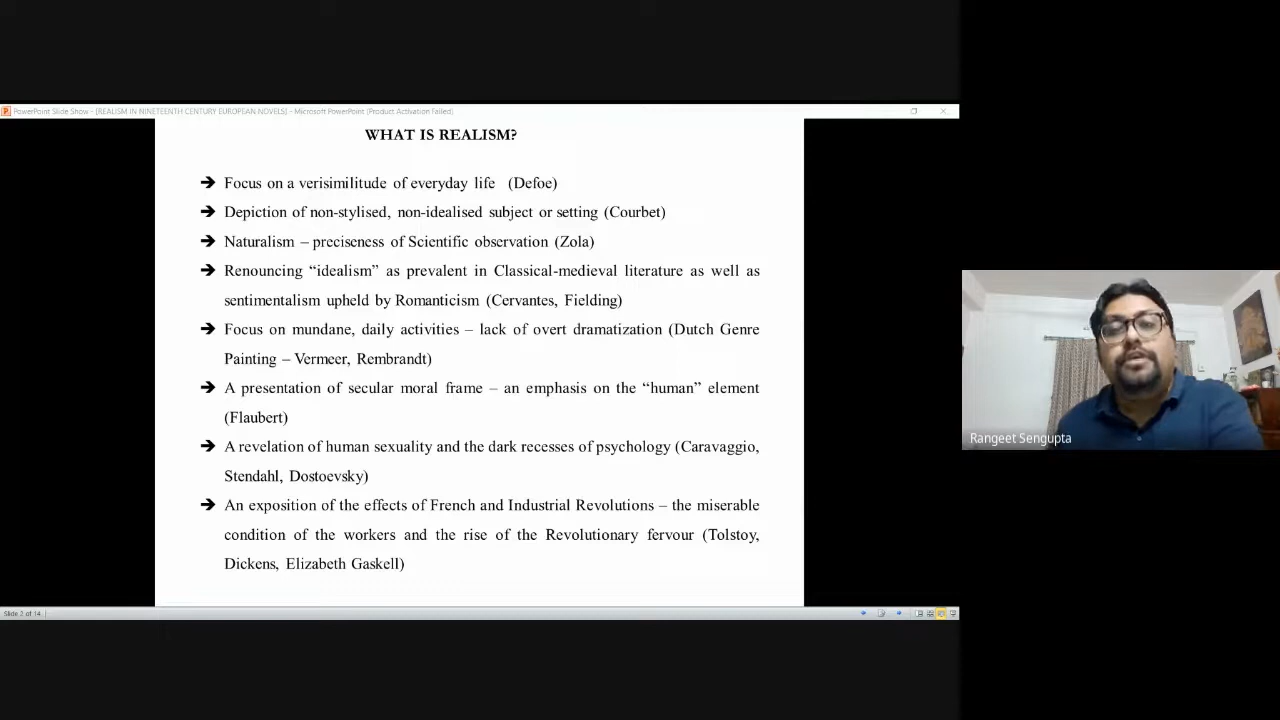 PowerPoint Slide Show - [REALISM IN NINETEENTH CENTURY EUROPEAN NOVELS] - Microsoft PowerPoint (Product Activation Failed)
WHAT IS REALISM?
➔ Focus on a verisimilitude of everyday life (Defoe)
➔ Depiction of non-stylised, non-idealised subject or setting (Courbet)
➔ Naturalism – preciseness of Scientific observation (Zola)
➔ Renouncing “idealism” as prevalent in Classical-medieval literature as well as
sentimentalism upheld by Romanticism (Cervantes, Fielding)
➔ Focus on mundane, daily activities – lack of overt dramatization (Dutch Genre
Painting – Vermeer, Rembrandt)
➔ A presentation of secular moral frame – an emphasis on the “human” element
(Flaubert)
➔ A revelation of human sexuality and the dark recesses of psychology (Caravaggio,
Stendahl, Dostoevsky)
➔ An exposition of the effects of French and Industrial Revolutions – the miserable
condition of the workers and the rise of the Revolutionary fervour (Tolstoy,
Dickens, Elizabeth Gaskell)
Slide 2 of 14
Rangeet Sengupta